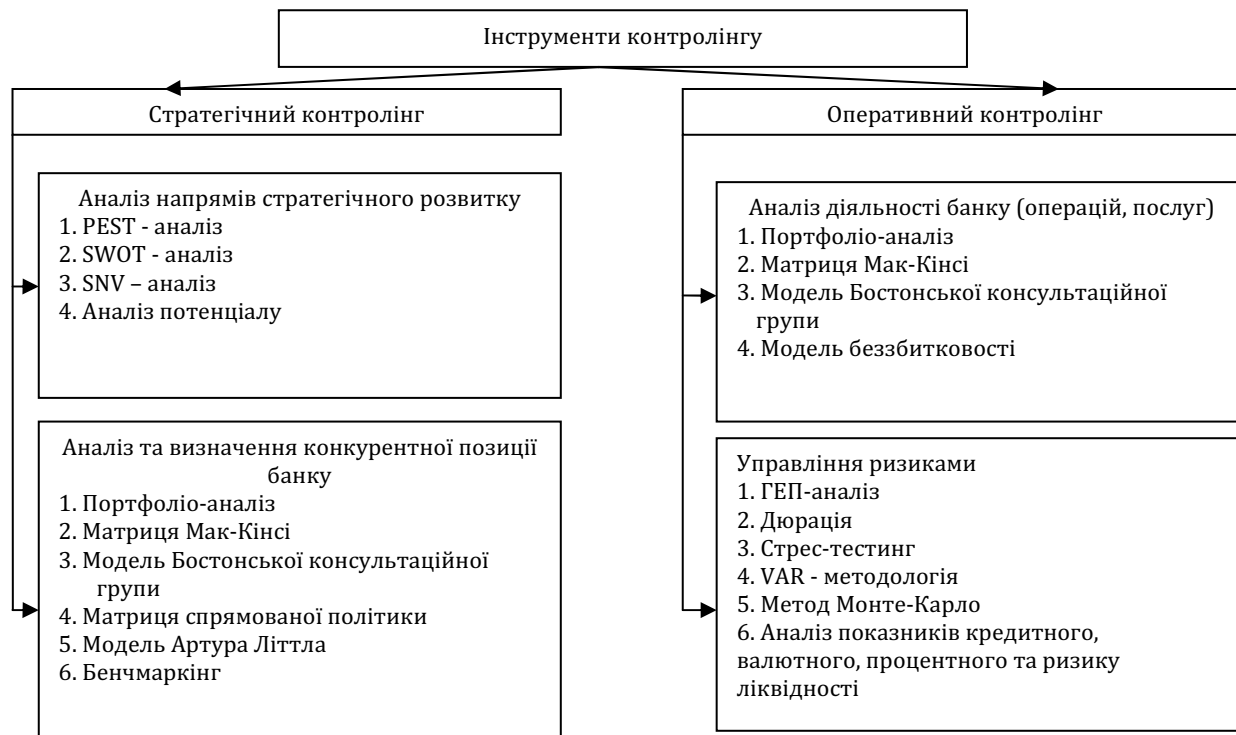 Інструменти контролінгу
Стратегічний контролінг
Аналіз напрямів стратегічного розвитку
1. PEST - аналіз
2. SWOT - аналіз
3. SNV – аналіз
4. Аналіз потенціалу
Аналіз та визначення конкурентної позиції
банку
1. Портфоліо-аналіз
2. Матриця Мак-Кінсі
3. Модель Бостонської консультаційної
групи
4. Матриця спрямованої політики
5. Модель Артура Літтла
6. Бенчмаркінг
Оперативний контролінг
Аналіз діяльності банку (операцій, послуг)
1. Портфоліо-аналіз
2. Матриця Мак-Кінсі
3. Модель Бостонської консультаційної
групи
4. Модель беззбитковості
Управління ризиками
1. ГЕП-аналіз
2. Дюрація
3. Стрес-тестинг
4. VAR - методологія
5. Метод Монте-Карло
6. Аналіз показників кредитного,
валютного, процентного та ризику
ліквідності